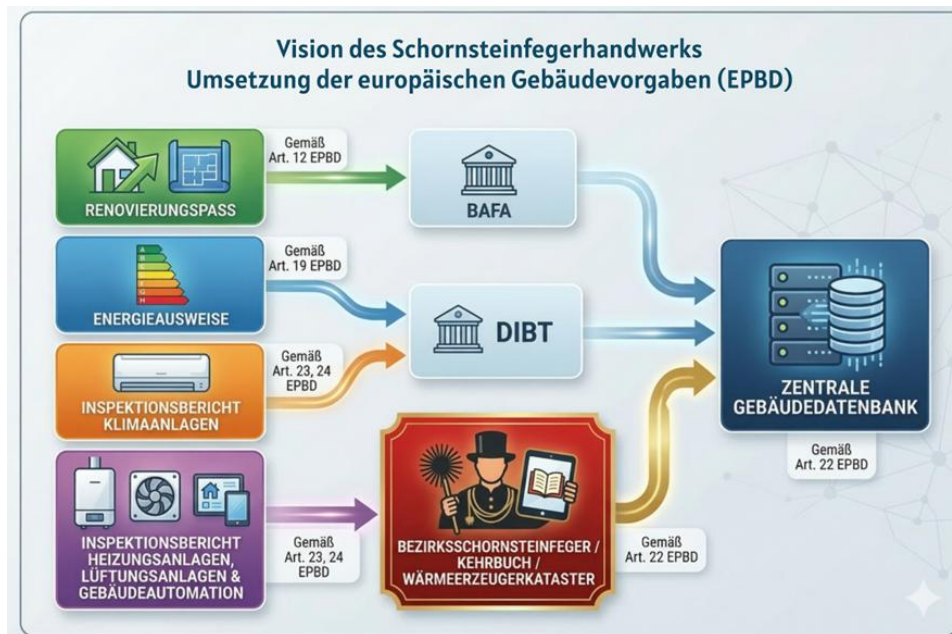 Vision des Schornsteinfegerhandwerks
Umsetzung der europäischen Gebäudevorgaben (EPBD)
Gemäß
Art. 12 EPBD
RENOVIERUNGSPASS
BAFA
Gemäß
Art. 19 EPBD
A
B
C
G
H
ENERGIEAUSWEISE
DIBT
Gemäß
Art. 23, 24
EPBD
INSPEKTIONSBERICHT
KLIMAANLAGEN
ZENTRALE
GEBÄUDEDATENBANK
Gemäß
Art. 22 EPBD
INSPEKTIONSBERICHT
HEIZUNGSANLAGEN,
LÜFTUNGSANLAGEN &
GEBÄUDEAUTOMATION
Gemäß
Art. 23, 24
EPBD
BEZIRKSSCHORNSTEINFEGER /
KEHRBUCH /
WÄRMEERZEUGERKATASTER
Gemäß
Art. 22 EPBD